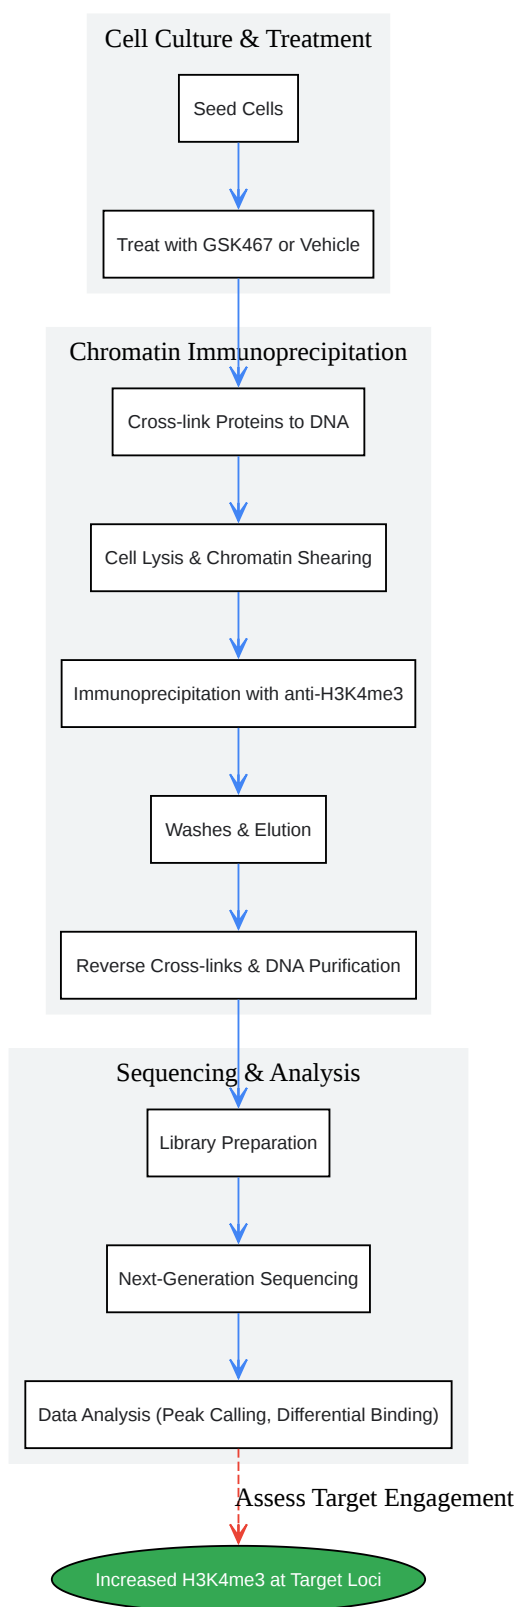 Cell Culture & Treatment
Seed Cells
Treat with GSK467 or Vehicle
Chromatin Immunoprecipitation
Cross-link Proteins to DNA
Cell Lysis & Chromatin Shearing
Immunoprecipitation with anti-H3K4me3
Washes & Elution
Reverse Cross-links & DNA Purification
Sequencing & Analysis
Library Preparation
Next-Generation Sequencing
Data Analysis (Peak Calling, Differential Binding)
Assess Target Engagement
Increased H3K4me3 at Target Loci